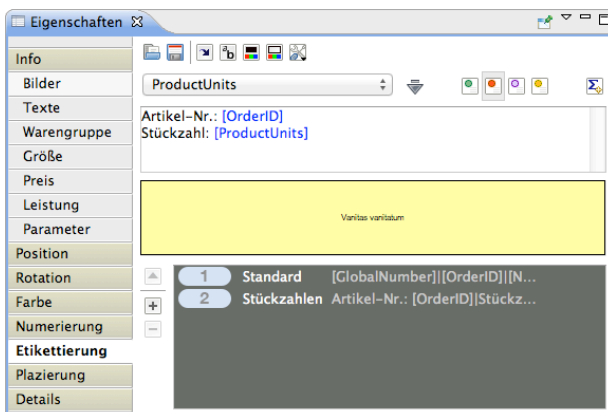 Eigenschaften
Info
Bilder
Texte
Warengruppe
Größe
Preis
Leistung
Parameter
Position
Rotation
Farbe
Numerierung
Etikettierung
Plazierung
Details
ab
ProductUnits
Σ
Artikel-Nr.: [OrderID]
Stückzahl: [ProductUnits]
Vanitas vanitatum
1 Standard [GlobalNumber]|[OrderID]|[N...
2 Stückzahlen Artikel-Nr.: [OrderID]|Stückz...